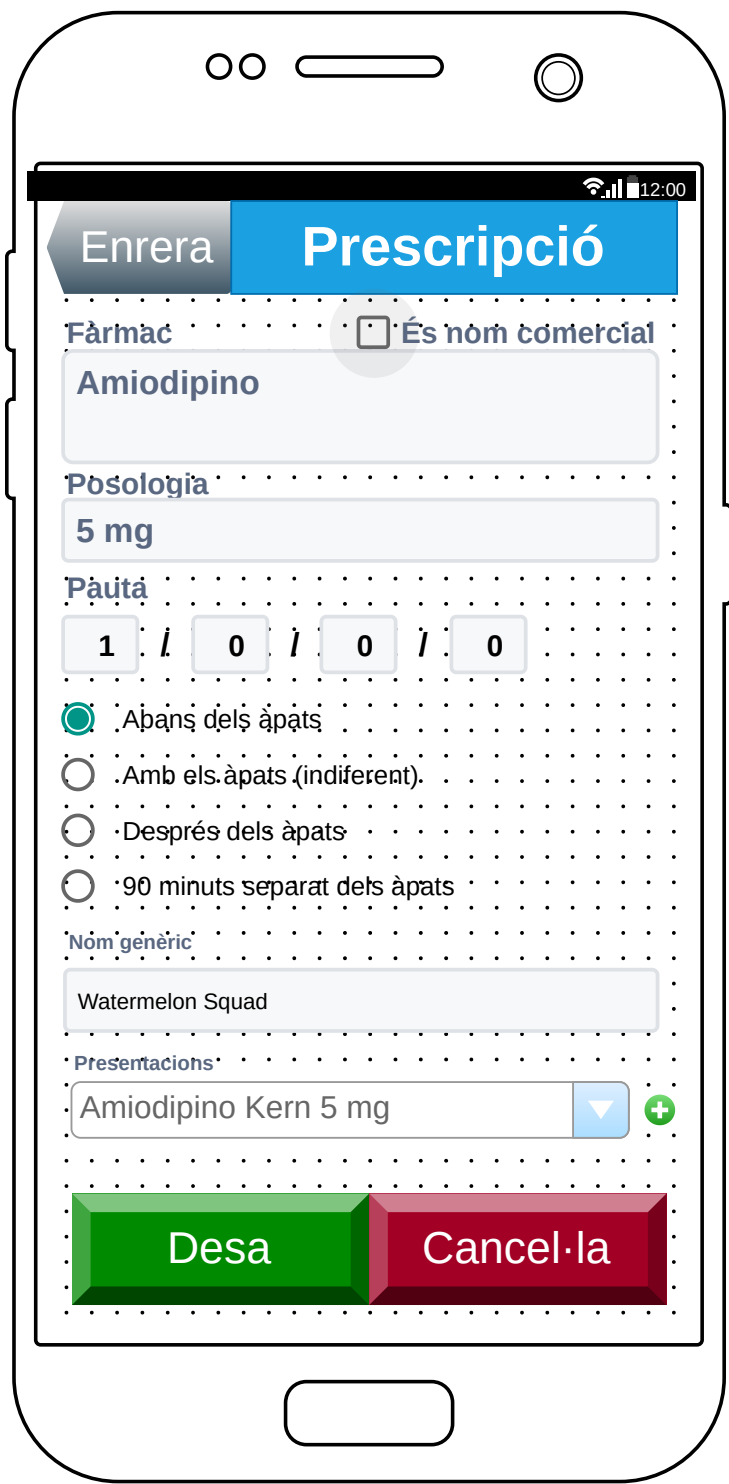 12:00
Enrera
Prescripció
Fàrmac
És nom comercial
Amiodipino
Posologia
5 mg
Pauta
1 / 0 / 0 / 0
Abans dels àpats
Amb els àpats (indiferent)
Després dels àpats
90 minuts separat dels àpats
Nom genèric
Watermelon Squad
Presentacions
Amiodipino Kern 5 mg
Desa
Cancel·la